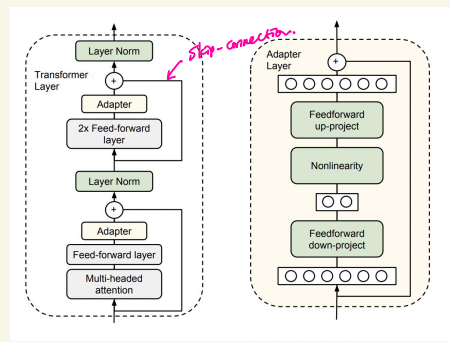 skip-connection.
Layer Norm
Transformer
Layer
+
Adapter
2x Feed-forward
layer
Layer Norm
+
Adapter
Feed-forward layer
Multi-headed
attention
Adapter
Layer
+
Feedforward
up-project
Nonlinearity
Feedforward
down-project